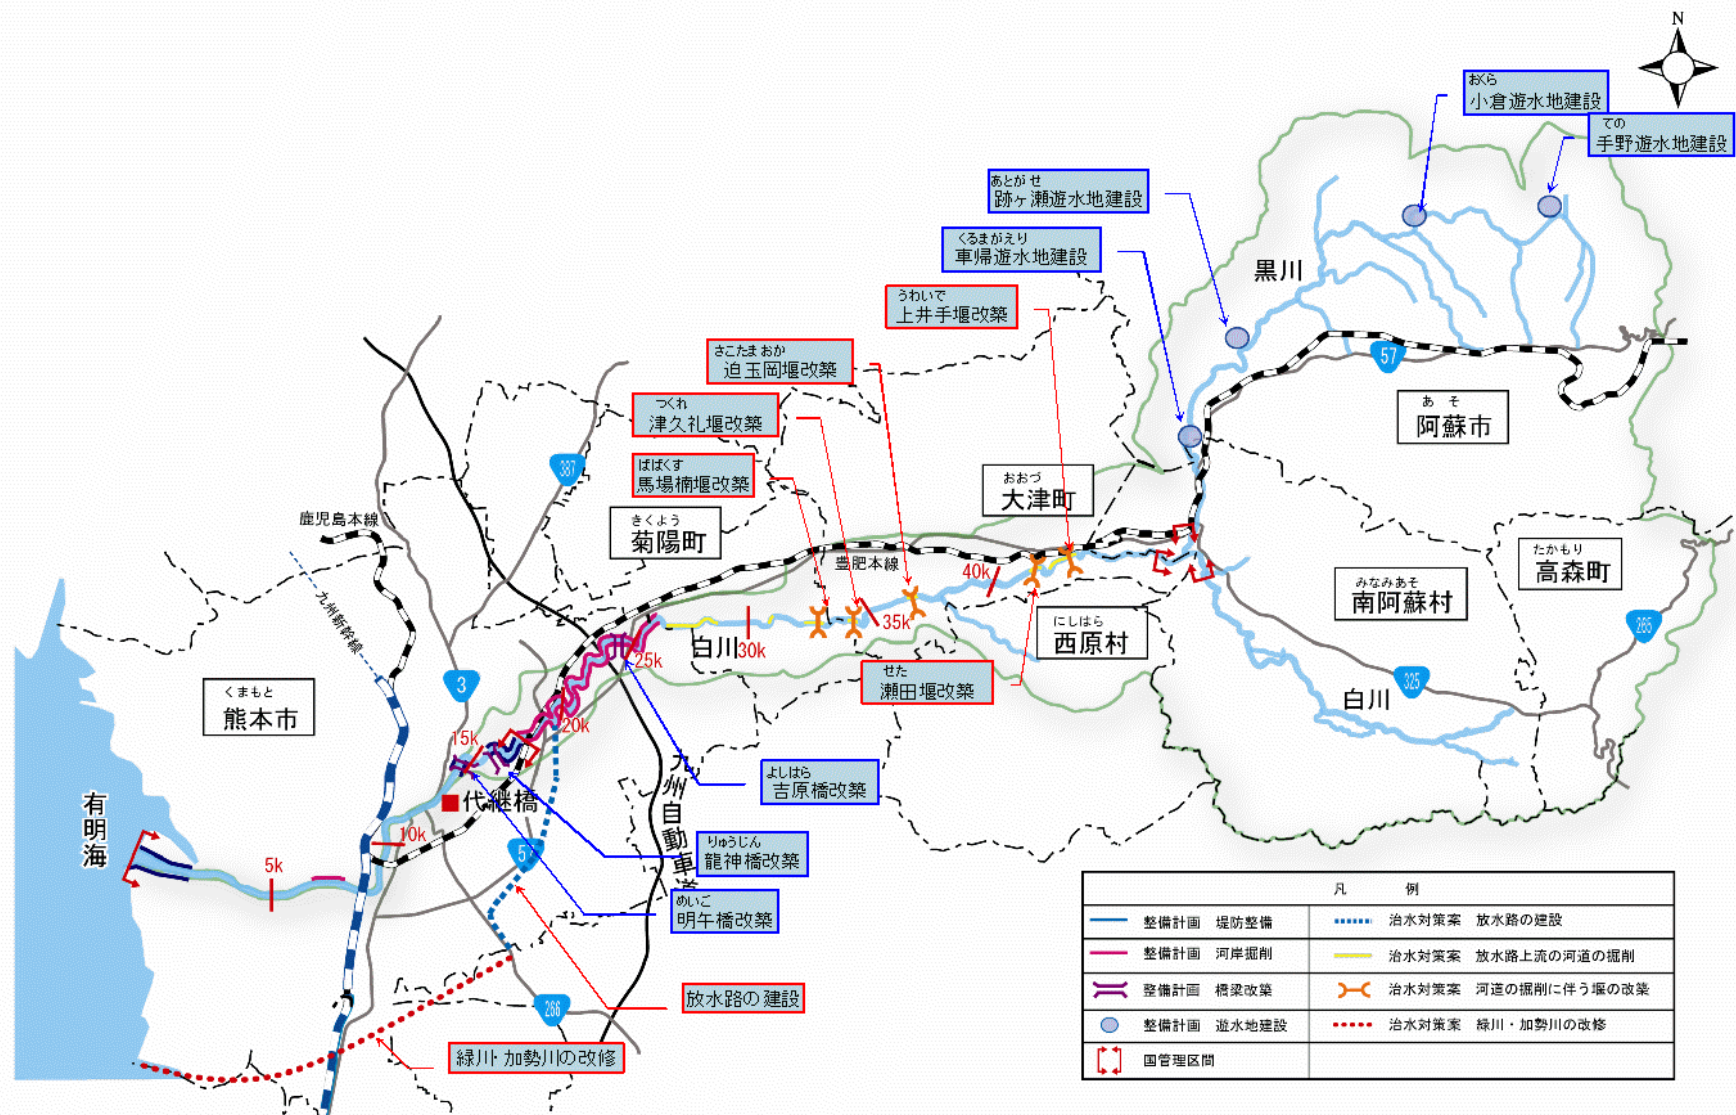 N
おくら
小倉遊水地建設
ての
手野遊水地建設
あとがせ
跡ヶ瀬遊水地建設
くるまがえり
車帰遊水地建設
黒川
うわいで
上井手堰改築
さこたまおか
迫玉岡堰改築
57
あそ
阿蘇市
つくれ
津久礼堰改築
ばばくす
馬場楠堰改築
387
おおづ
大津町
きくよう
菊陽町
鹿児島本線
豊肥本線
たかもり
高森町
みなみあそ
南阿蘇村
40k
九州新幹線
にしはら
西原村
35k
265
白川
30k
25k
せた
瀬田堰改築
325
白川
3
くまもと
熊本市
20k
15k
よしはら
吉原橋改築
九州自動車道
代継橋
有明海
10k
5
りゅうじん
龍神橋改築
5k
めいご
明午橋改築
放水路の建設
266
緑川・加勢川の改修
凡例
整備計画 堤防整備
治水対策案 放水路の建設
整備計画 河岸掘削
治水対策案 放水路上流の河道の掘削
整備計画 橋梁改築
治水対策案 河道の掘削に伴う堰の改築
整備計画 遊水地建設
治水対策案 緑川・加勢川の改修
国管理区間